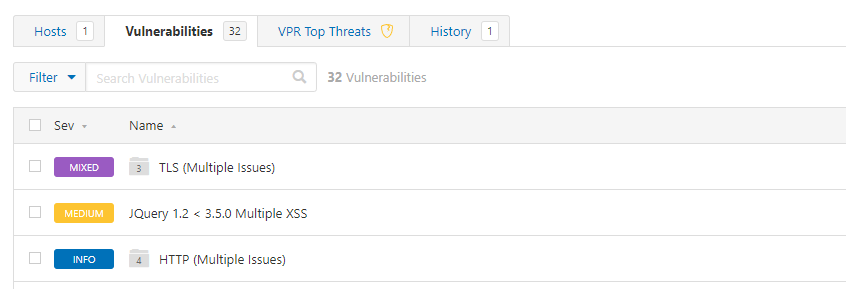 Hosts 1 Vulnerabilities 32 VPR Top Threats History 1
Filter Search Vulnerabilities 32 Vulnerabilities
Sev Name
MIXED 3 TLS (Multiple Issues)
MEDIUM JQuery 1.2 < 3.5.0 Multiple XSS
INFO 4 HTTP (Multiple Issues)